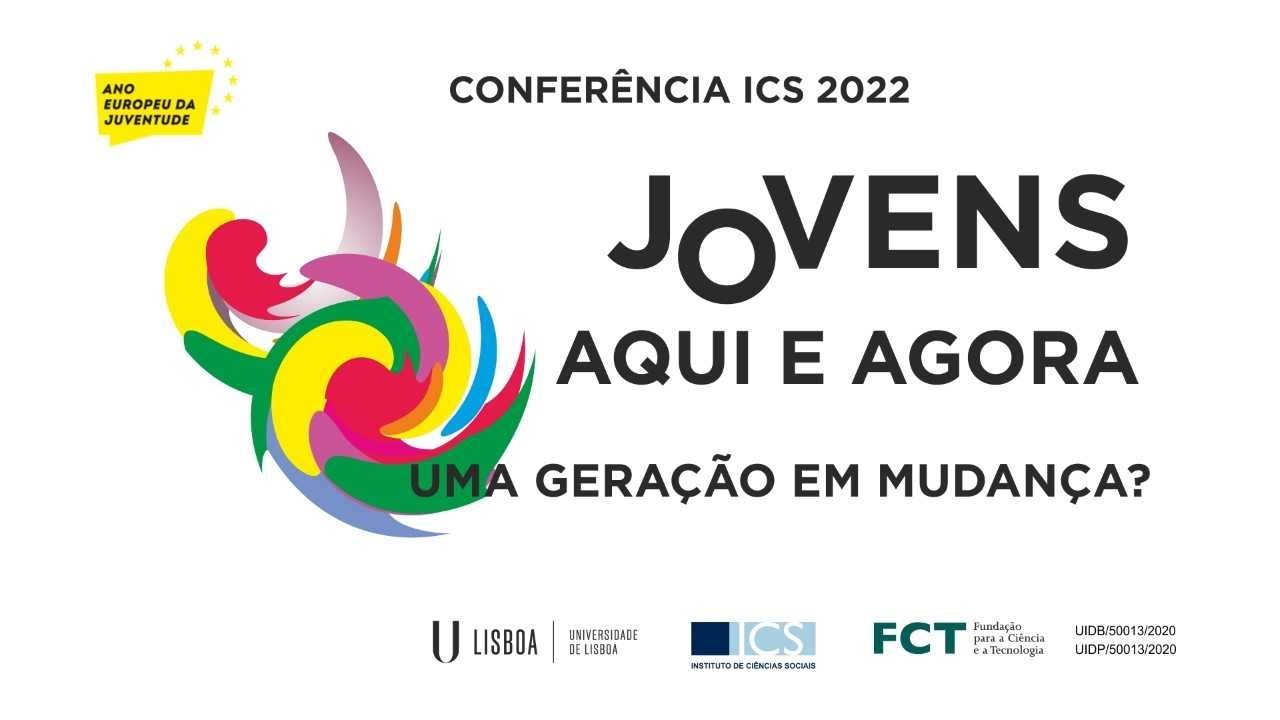 ANO
EUROPEU DA
JUVENTUDE
CONFERÊNCIA ICS 2022
JOVENS
AQUI E AGORA
UMA GERAÇÃO EM MUDANÇA?
U LISBOA
UNIVERSIDADE
DE LISBOA
ICS
INSTITUTO DE CIÊNCIAS SOCIAIS
FCT
Fundação
para a Ciência
e a Tecnologia
UIDB/50013/2020
UIDP/50013/2020